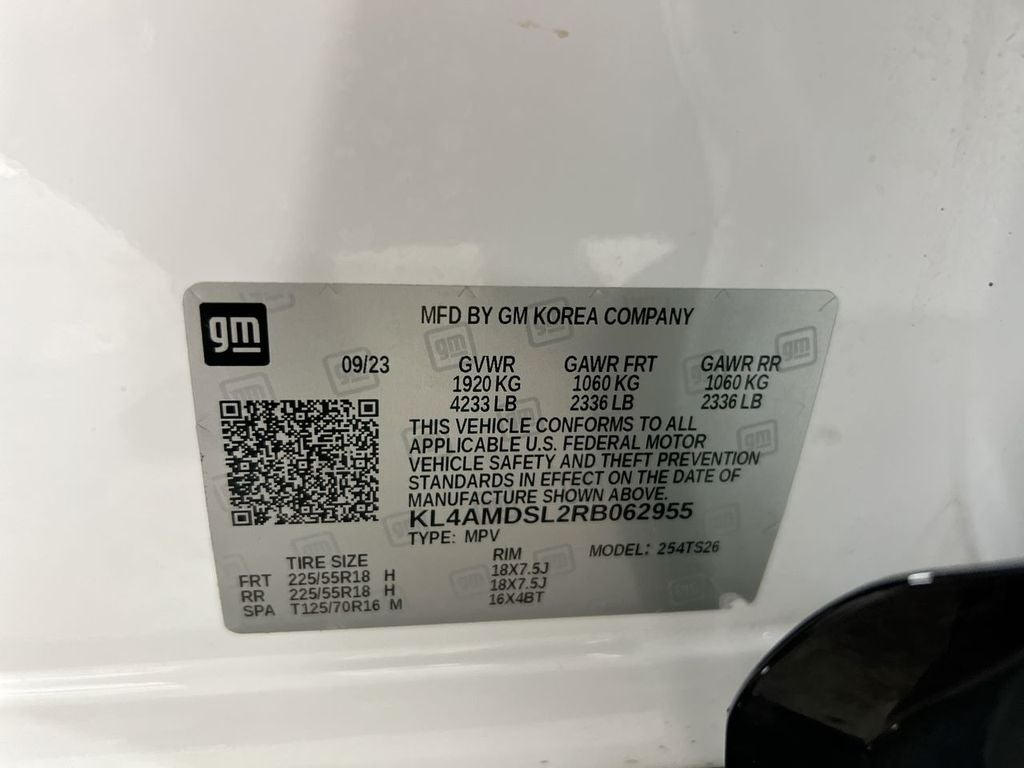 gm
MFD BY GM KOREA COMPANY
09/23 GVWR GAWR FRT GAWR RR
1920 KG 1060 KG 1060 KG
4233 LB 2336 LB 2336 LB
THIS VEHICLE CONFORMS TO ALL
APPLICABLE U.S. FEDERAL MOTOR
VEHICLE SAFETY AND THEFT PREVENTION
STANDARDS IN EFFECT ON THE DATE OF
MANUFACTURE SHOWN ABOVE.
KL4AMDSL2RB062955
TYPE: MPV MODEL: 254TS26
TIRE SIZE RIM
FRT 225/55R18 H 18X7.5J
RR 225/55R18 H 18X7.5J
SPA T125/70R16 M 16X4BT